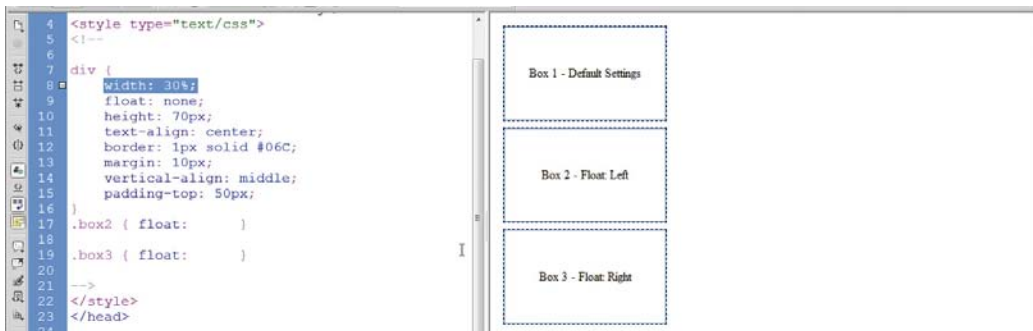 4 <style type="text/css">
5 <!--
6
7 div {
8 width: 30%;
9 float: none;
10 height: 70px;
11 text-align: center;
12 border: 1px solid #06C;
13 margin: 10px;
14 vertical-align: middle;
15 padding-top: 50px;
16 }
17 .box2 { float: }
18
19 .box3 { float: }
20
21 -->
22 </style>
23 </head>
24
Box 1 - Default Settings
Box 2 - Float: Left
Box 3 - Float: Right